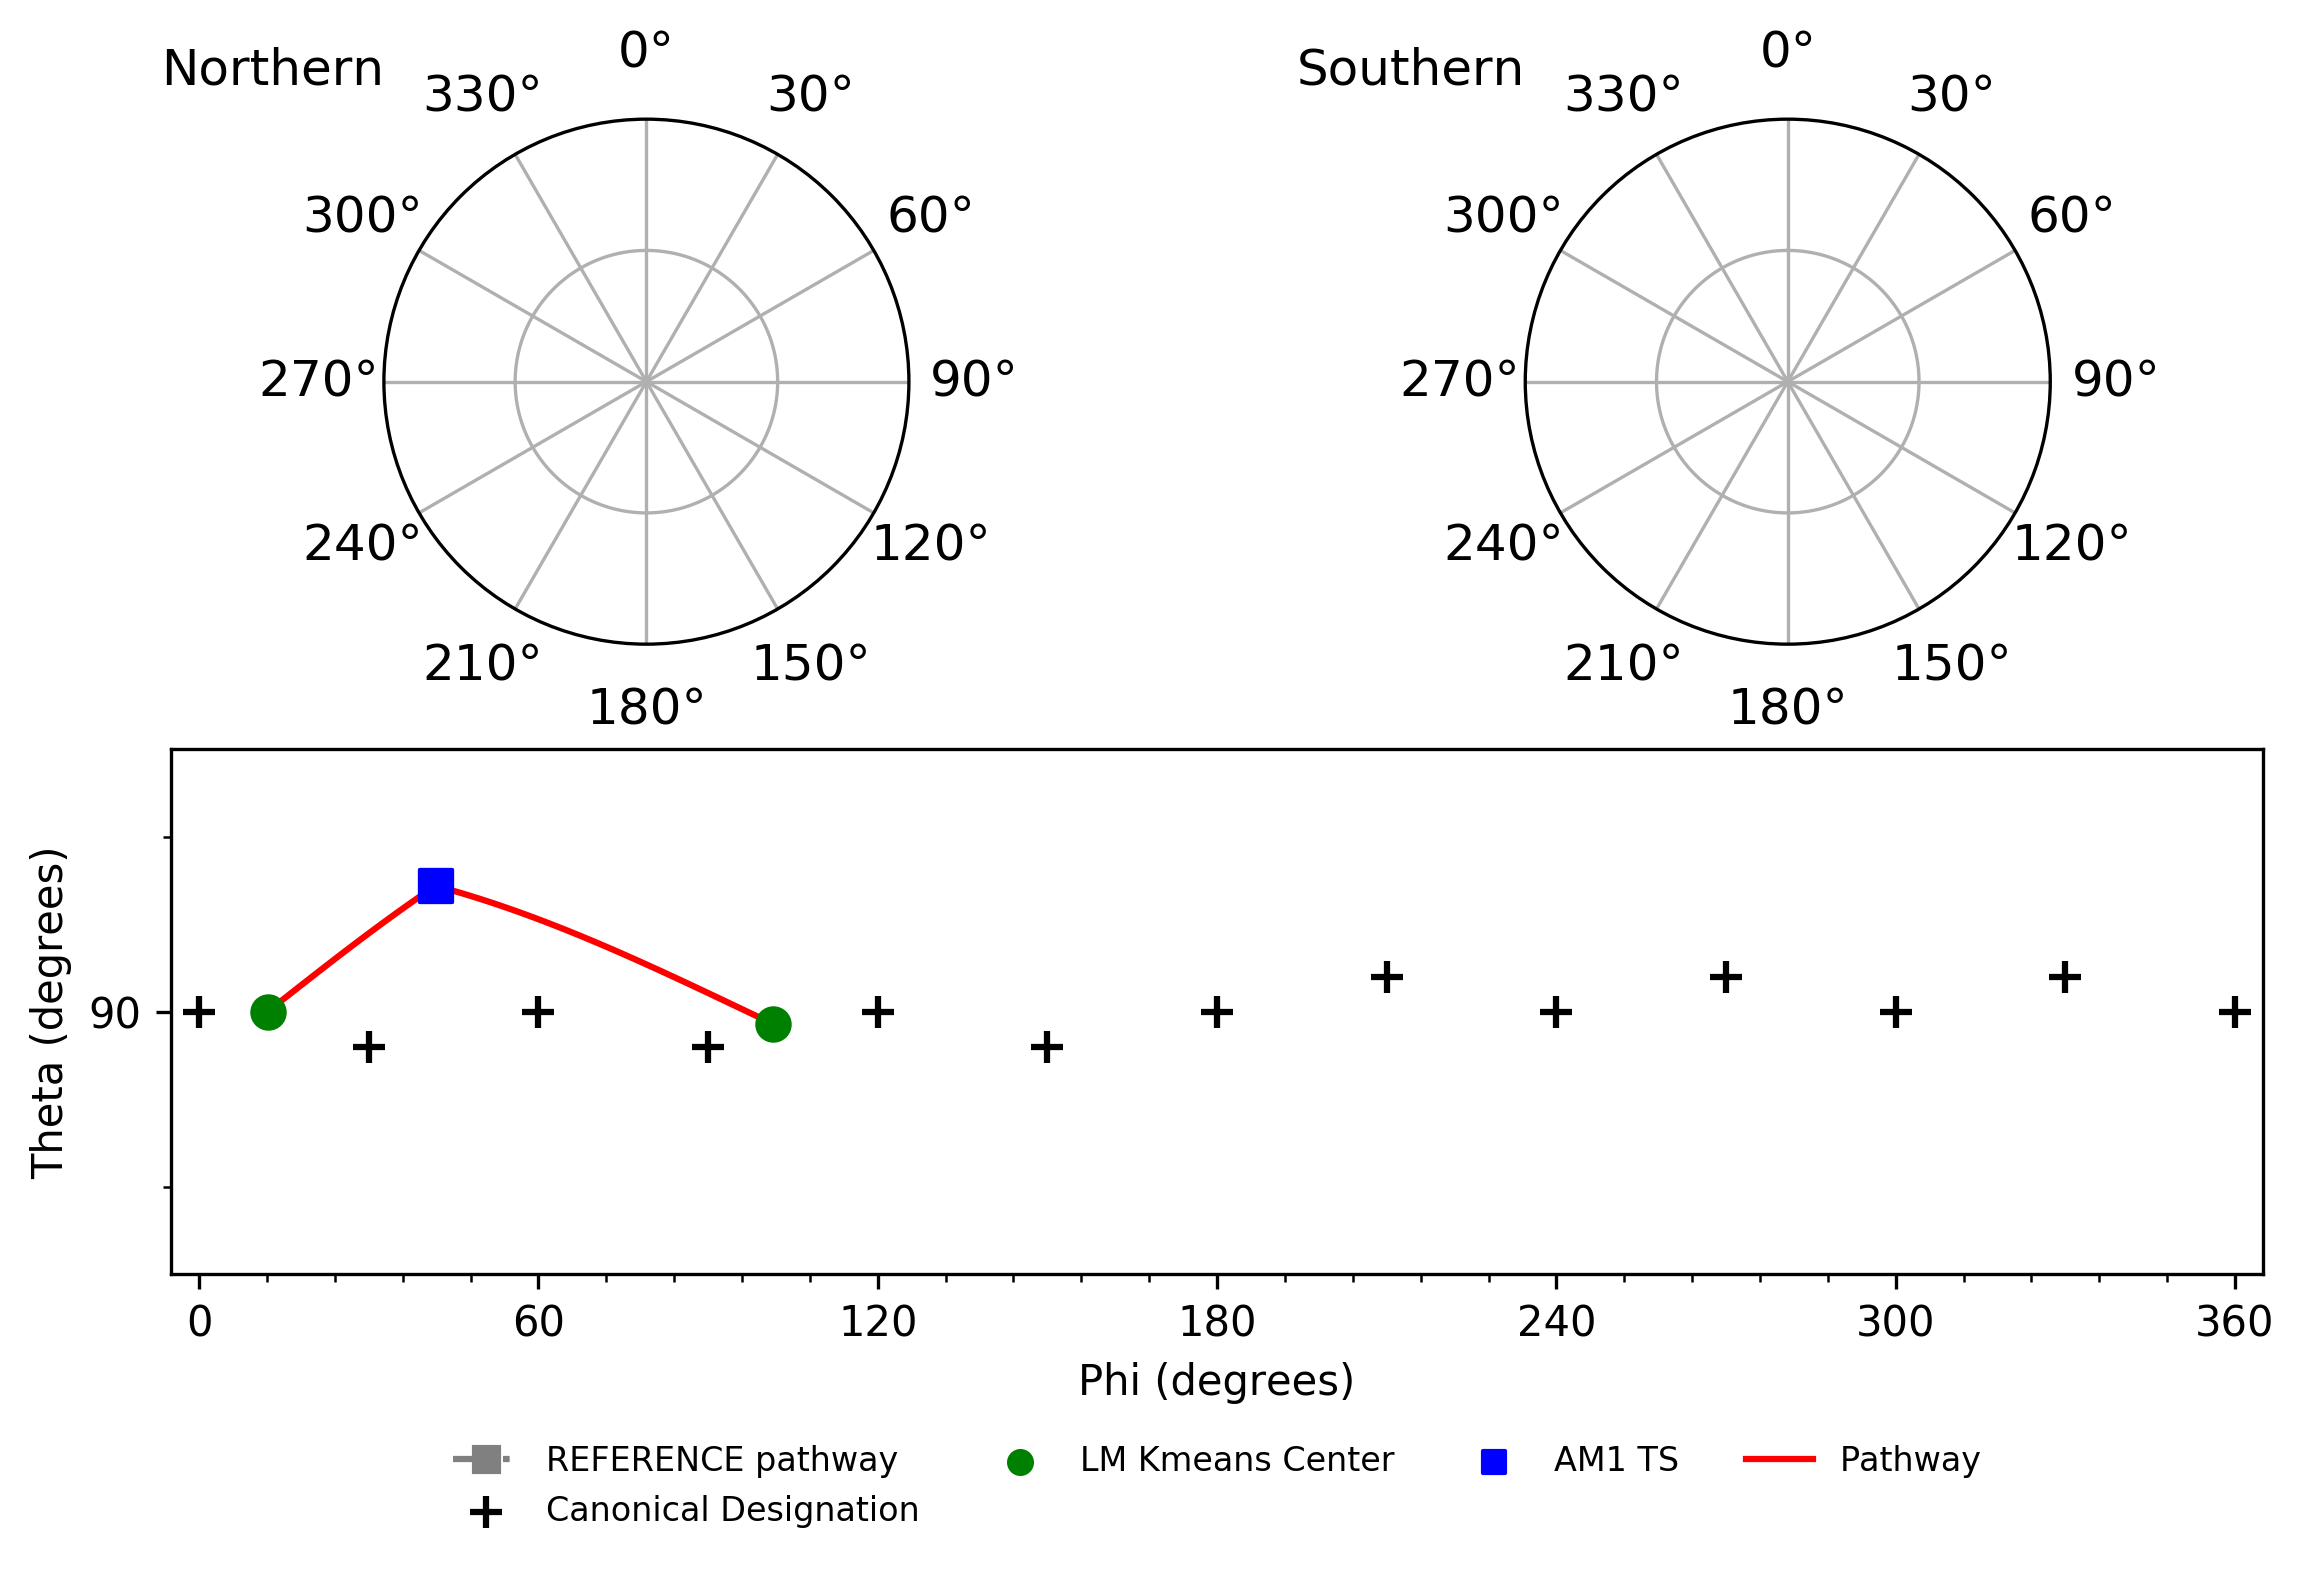 Northern
0°
30°
60°
90°
120°
150°
180°
210°
240°
270°
300°
330°
Southern
0°
30°
60°
90°
120°
150°
180°
210°
240°
270°
300°
330°
Theta (degrees)
90
0 60 120 180 240 300 360
Phi (degrees)
REFERENCE pathway
Canonical Designation
LM Kmeans Center
AM1 TS
Pathway